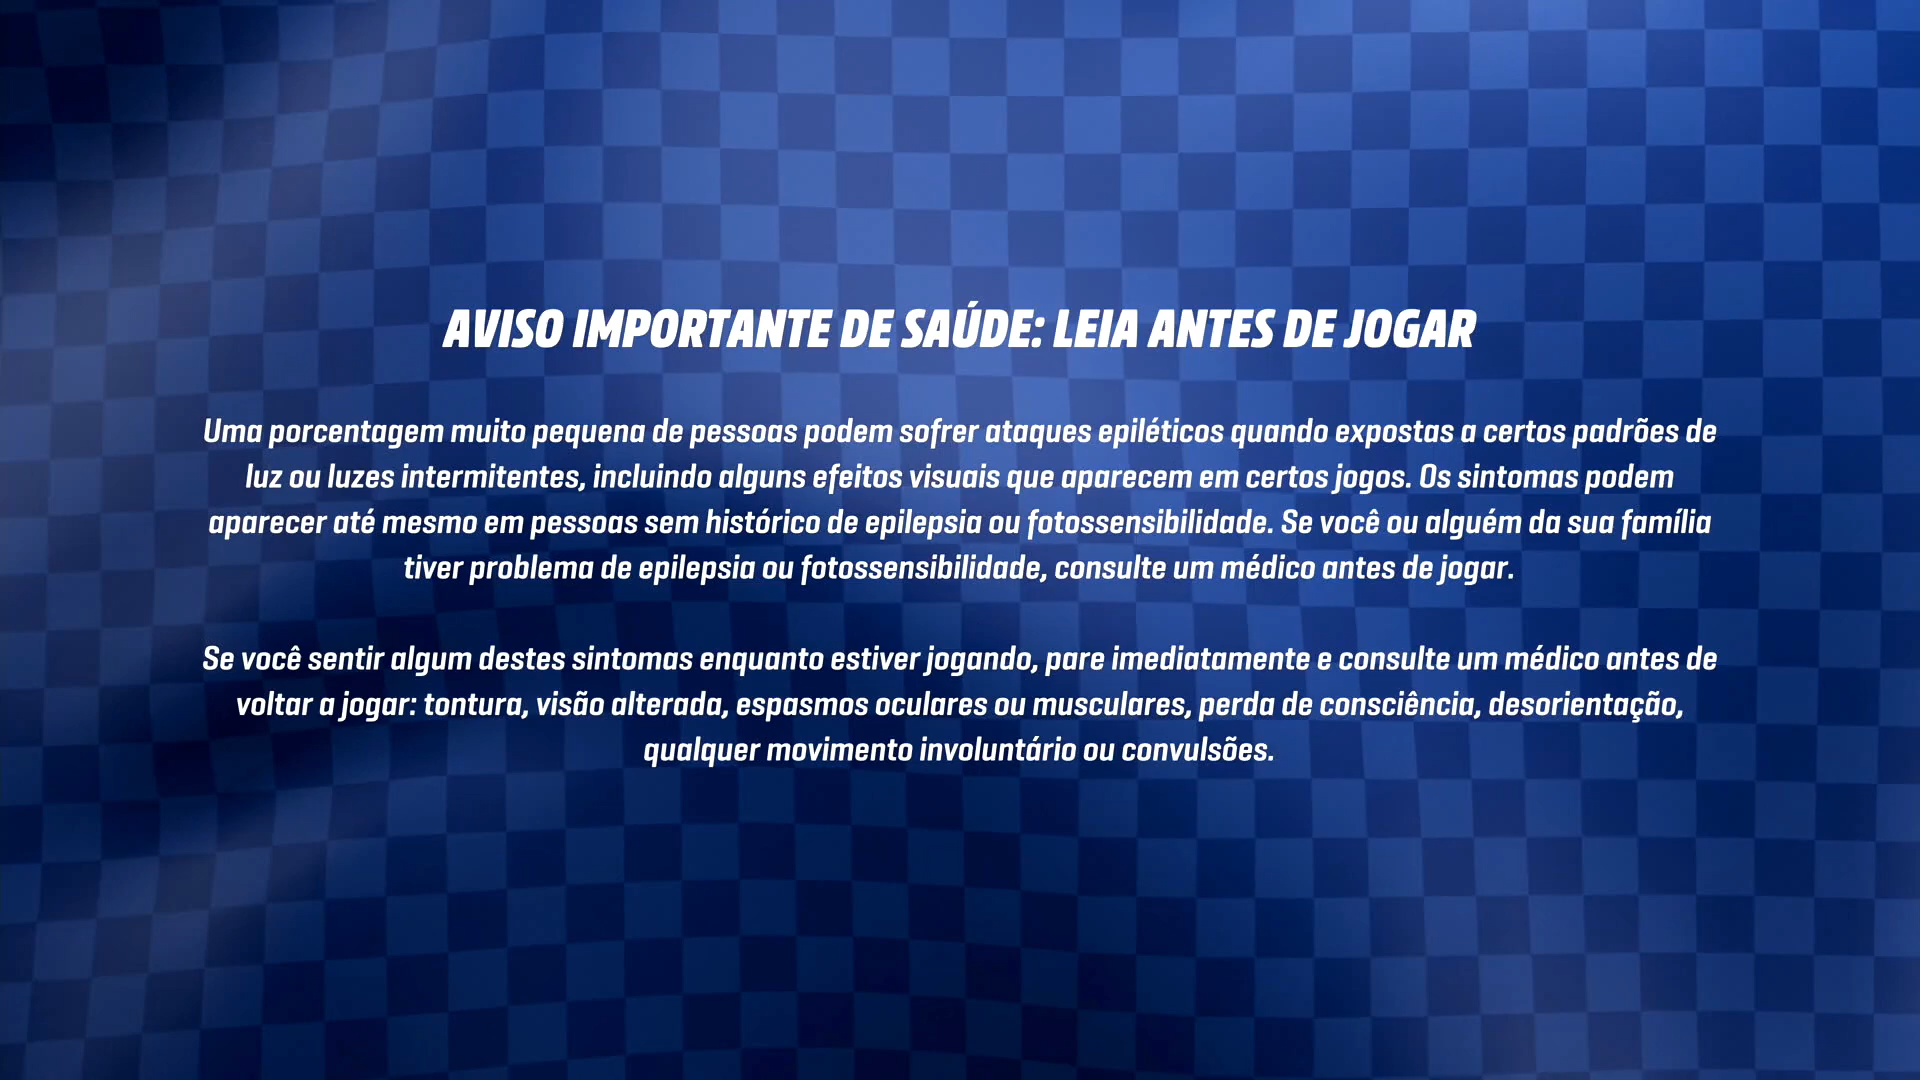 AVISO IMPORTANTE DE SAÚDE: LEIA ANTES DE JOGAR
Uma porcentagem muito pequena de pessoas podem sofrer ataques epiléticos quando expostas a certos padrões de
luz ou luzes intermitentes, incluindo alguns efeitos visuais que aparecem em certos jogos. Os sintomas podem
aparecer até mesmo em pessoas sem histórico de epilepsia ou fotossensibilidade. Se você ou alguém da sua família
tiver problema de epilepsia ou fotossensibilidade, consulte um médico antes de jogar.
Se você sentir algum destes sintomas enquanto estiver jogando, pare imediatamente e consulte um médico antes de
voltar a jogar: tontura, visão alterada, espasmos oculares ou musculares, perda de consciência, desorientação,
qualquer movimento involuntário ou convulsões.